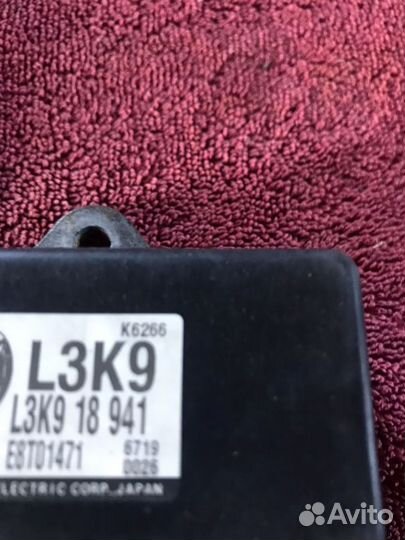 K6266
L3K9
L3K9 18 941
E8T01471 6719
0026
ELECTRIC CORP., JAPAN
Avito